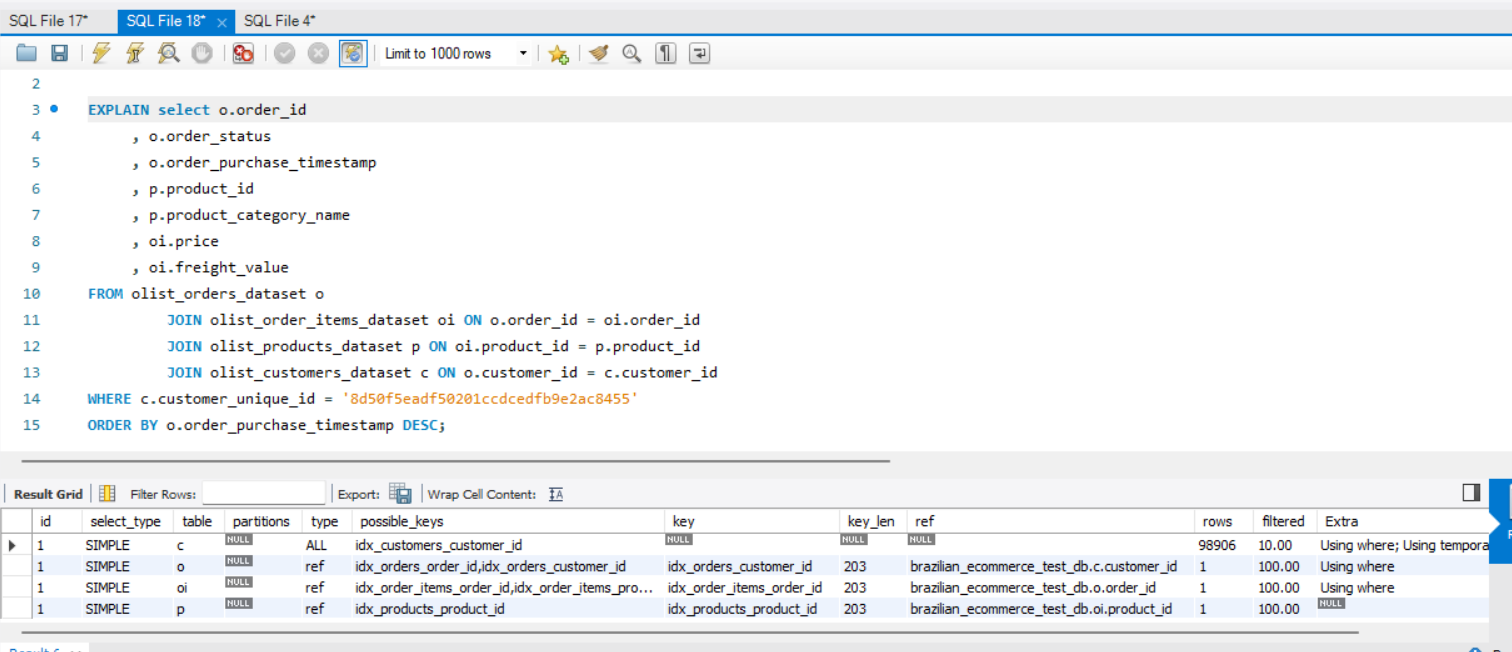 SQL File 17*   SQL File 18*   SQL File 4*
Limit to 1000 rows
2
3 EXPLAIN select o.order_id
4 , o.order_status
5 , o.order_purchase_timestamp
6 , p.product_id
7 , p.product_category_name
8 , oi.price
9 , oi.freight_value
10 FROM olist_orders_dataset o
11 JOIN olist_order_items_dataset oi ON o.order_id = oi.order_id
12 JOIN olist_products_dataset p ON oi.product_id = p.product_id
13 JOIN olist_customers_dataset c ON o.customer_id = c.customer_id
14 WHERE c.customer_unique_id = '8d50f5eadf50201ccdcedfb9e2ac8455'
15 ORDER BY o.order_purchase_timestamp DESC;
Result Grid   Filter Rows:   Export:   Wrap Cell Content:
id select_type table partitions type possible_keys key key_len ref rows filtered Extra
1 SIMPLE c NULL ALL idx_customers_customer_id NULL NULL NULL 98906 10.00 Using where; Using tempora
1 SIMPLE o NULL ref idx_orders_order_id,idx_orders_customer_id idx_orders_customer_id 203 brazilian_ecommerce_test_db.c.customer_id 1 100.00 Using where
1 SIMPLE oi NULL ref idx_order_items_order_id,idx_order_items_pro... idx_order_items_order_id 203 brazilian_ecommerce_test_db.o.order_id 1 100.00 Using where
1 SIMPLE p NULL ref idx_products_product_id idx_products_product_id 203 brazilian_ecommerce_test_db.oi.product_id 1 100.00 NULL